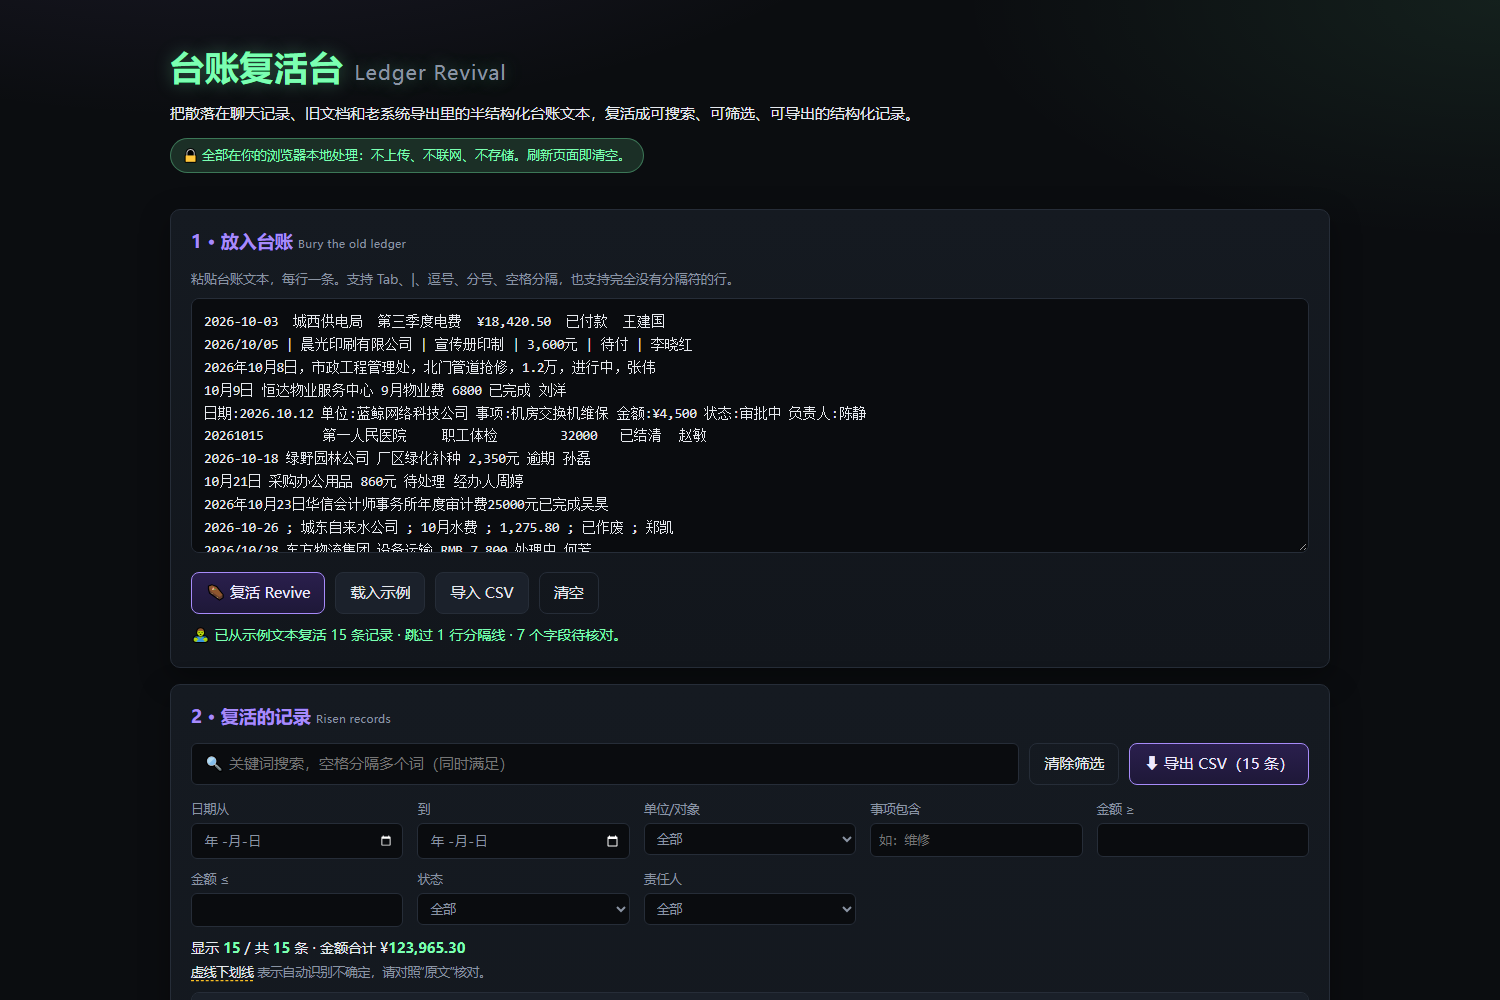 台账复活台 Ledger Revival
把散落在聊天记录、旧文档和老系统导出里的半结构化台账文本，复活成可搜索、可筛选、可导出的结构化记录。
全部在你的浏览器本地处理：不上传、不联网、不存储。刷新页面即清空。
1 · 放入台账 Bury the old ledger
粘贴台账文本，每行一条。支持 Tab、|、逗号、分号、空格分隔，也支持完全没有分隔符的行。
2026-10-03 城西供电局 第三季度电费 ¥18,420.50 已付款 王建国
2026/10/05 | 晨光印刷有限公司 | 宣传册印制 | 3,600元 | 待付 | 李晓红
2026年10月8日，市政工程管理处，北门管道抢修，1.2万，进行中，张伟
10月9日 恒达物业服务中心 9月物业费 6800 已完成 刘洋
日期:2026.10.12 单位:蓝鲸网络科技公司 事项:机房交换机维保 金额:¥4,500 状态:审批中 负责人:陈静
20261015 第一人民医院 职工体检 32000 已结清 赵敏
2026-10-18 绿野园林公司 厂区绿化补种 2,350元 逾期 孙磊
10月21日 采购办公用品 860元 待处理 经办人周婷
2026年10月23日华信会计师事务所年度审计费25000元已完成吴昊
2026-10-26 ; 城东自来水公司 ; 10月水费 ; 1,275.80 ; 已作废 ; 郑凯
2026/10/28 东方物流集团 设备运输 RMB 7,800 处理中 何芳
复活 Revive 载入示例 导入 CSV 清空
已从示例文本复活 15 条记录 · 跳过 1 行分隔线 · 7 个字段待核对。
2 · 复活的记录 Risen records
关键词搜索，空格分隔多个词（同时满足） 清除筛选 导出 CSV（15 条）
日期从 到 单位/对象 事项包含 金额 ≥
年 -月-日 年 -月-日 全部 如：维修
金额 ≤ 状态 责任人
全部 全部
显示 15 / 共 15 条 · 金额合计 ¥123,965.30
虚线下划线 表示自动识别不确定，请对照“原文”核对。